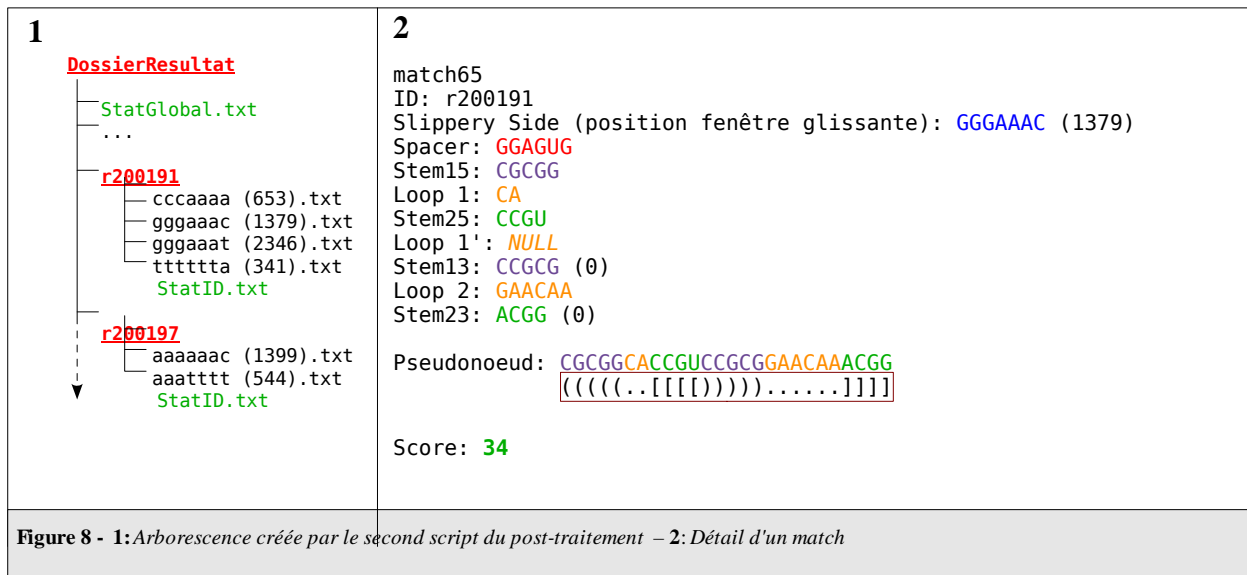 1
DossierResultat
StatGlobal.txt
...
r200191
cccaaaa (653).txt
gggaaac (1379).txt
gggaaat (2346).txt
tttttta (341).txt
StatID.txt
r200197
aaaaaac (1399).txt
aaatttt (544).txt
StatID.txt
2
match65
ID: r200191
Slippery Side (position fenêtre glissante): GGGAAAC (1379)
Spacer: GGAGUG
Stem15: CGCGG
Loop 1: CA
Stem25: CCGU
Loop 1': NULL
Stem13: CCGCG (0)
Loop 2: GAACAA
Stem23: ACGG (0)
Pseudonoeud: CGCGGCACCGUCCGCGGAACAAACGG
(((((..[[[[)))))......]]]]
Score: 34
Figure 8 - 1: Arborescence créée par le second script du post-traitement – 2: Détail d'un match